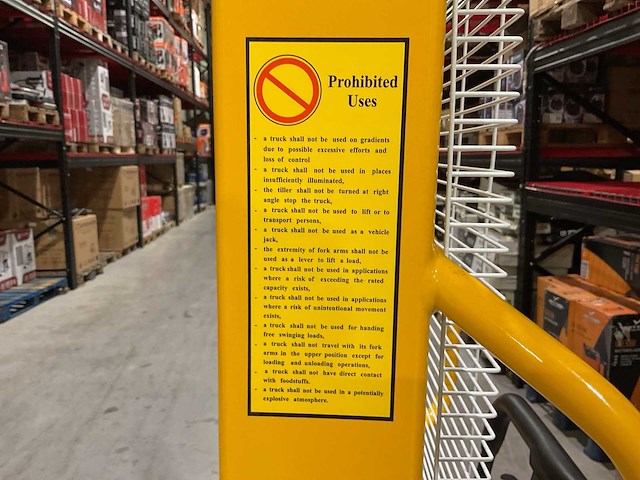 Prohibited
Uses
- a truck shall not be used on gradients
due to possible excessive efforts and
loss of control
- a truck shall not be used in places
insufficiently illuminated,
- the tiller shall not be turned at right
angle stop the truck,
- a truck shall not be used to lift or to
transport persons,
- a truck shall not be used as a vehicle
jack,
- the extremity of fork arms shall not be
used as a lever to lift a load,
- a truck shall not be used in applications
where a risk of exceeding the rated
capacity exists,
- a truck shall not be used in applications
where a risk of unintentional movement
exists,
- a truck shall not be used for handing
free swinging loads,
- a truck shall not travel with its fork
arms in the upper position except for
loading and unloading operations,
- a truck shall not have direct contact
with foodstuffs.
- a truck shall not be used in a potentially
explosive atmosphere.